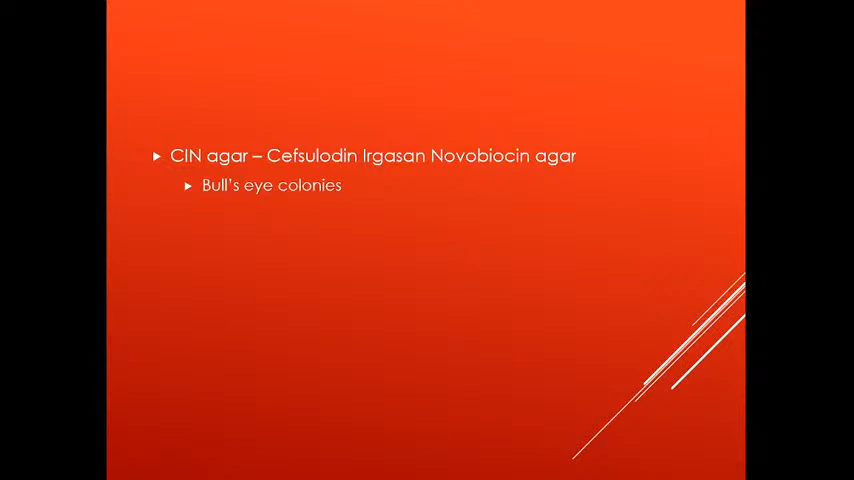 CIN agar – Cefsulodin Irgasan Novobiocin agar
Bull's eye colonies